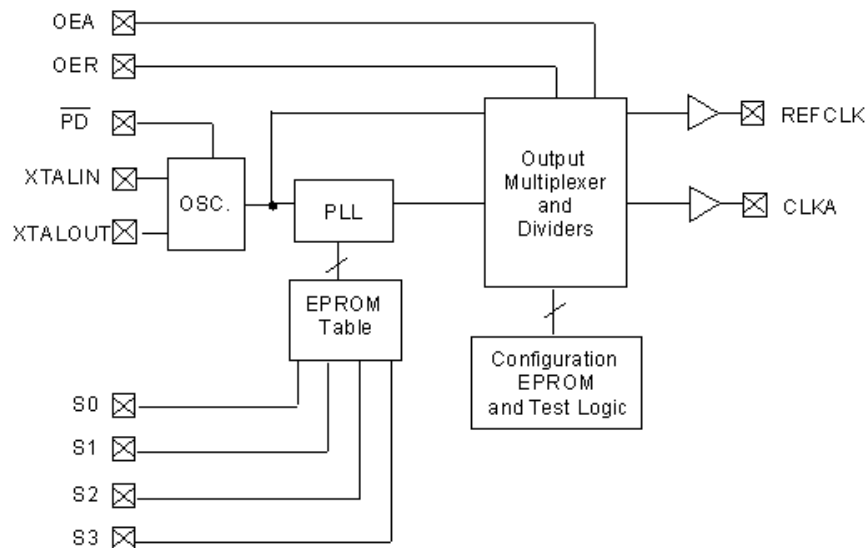 OEA
OER
PD
XTALIN
XTALOUT
OSC.
PLL
EPROM
Table
Output
Multiplexer
and
Dividers
REFCLK
CLKA
Configuration
EPROM
and Test Logic
S0
S1
S2
S3